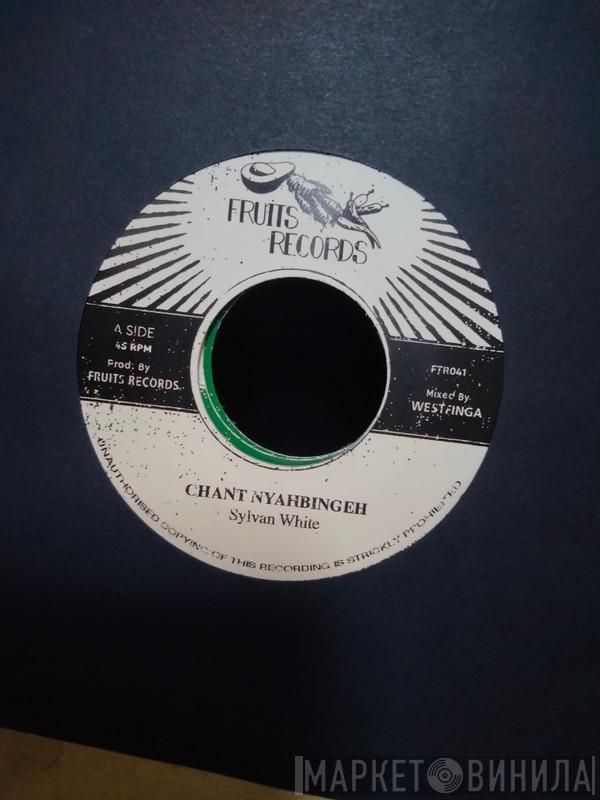 FRUITS
RECORDS
A SIDE
45 RPM
Prod. By
FRUITS RECORDS
FTR041
Mixed By
WESTFINGA
CHANT NYAHBINGEH
Sylvan White
UNAUTHORISED COPYING OF THIS RECORDING IS STRICKLY PROHIBITED
МАРКЕТ ВИНИЛА